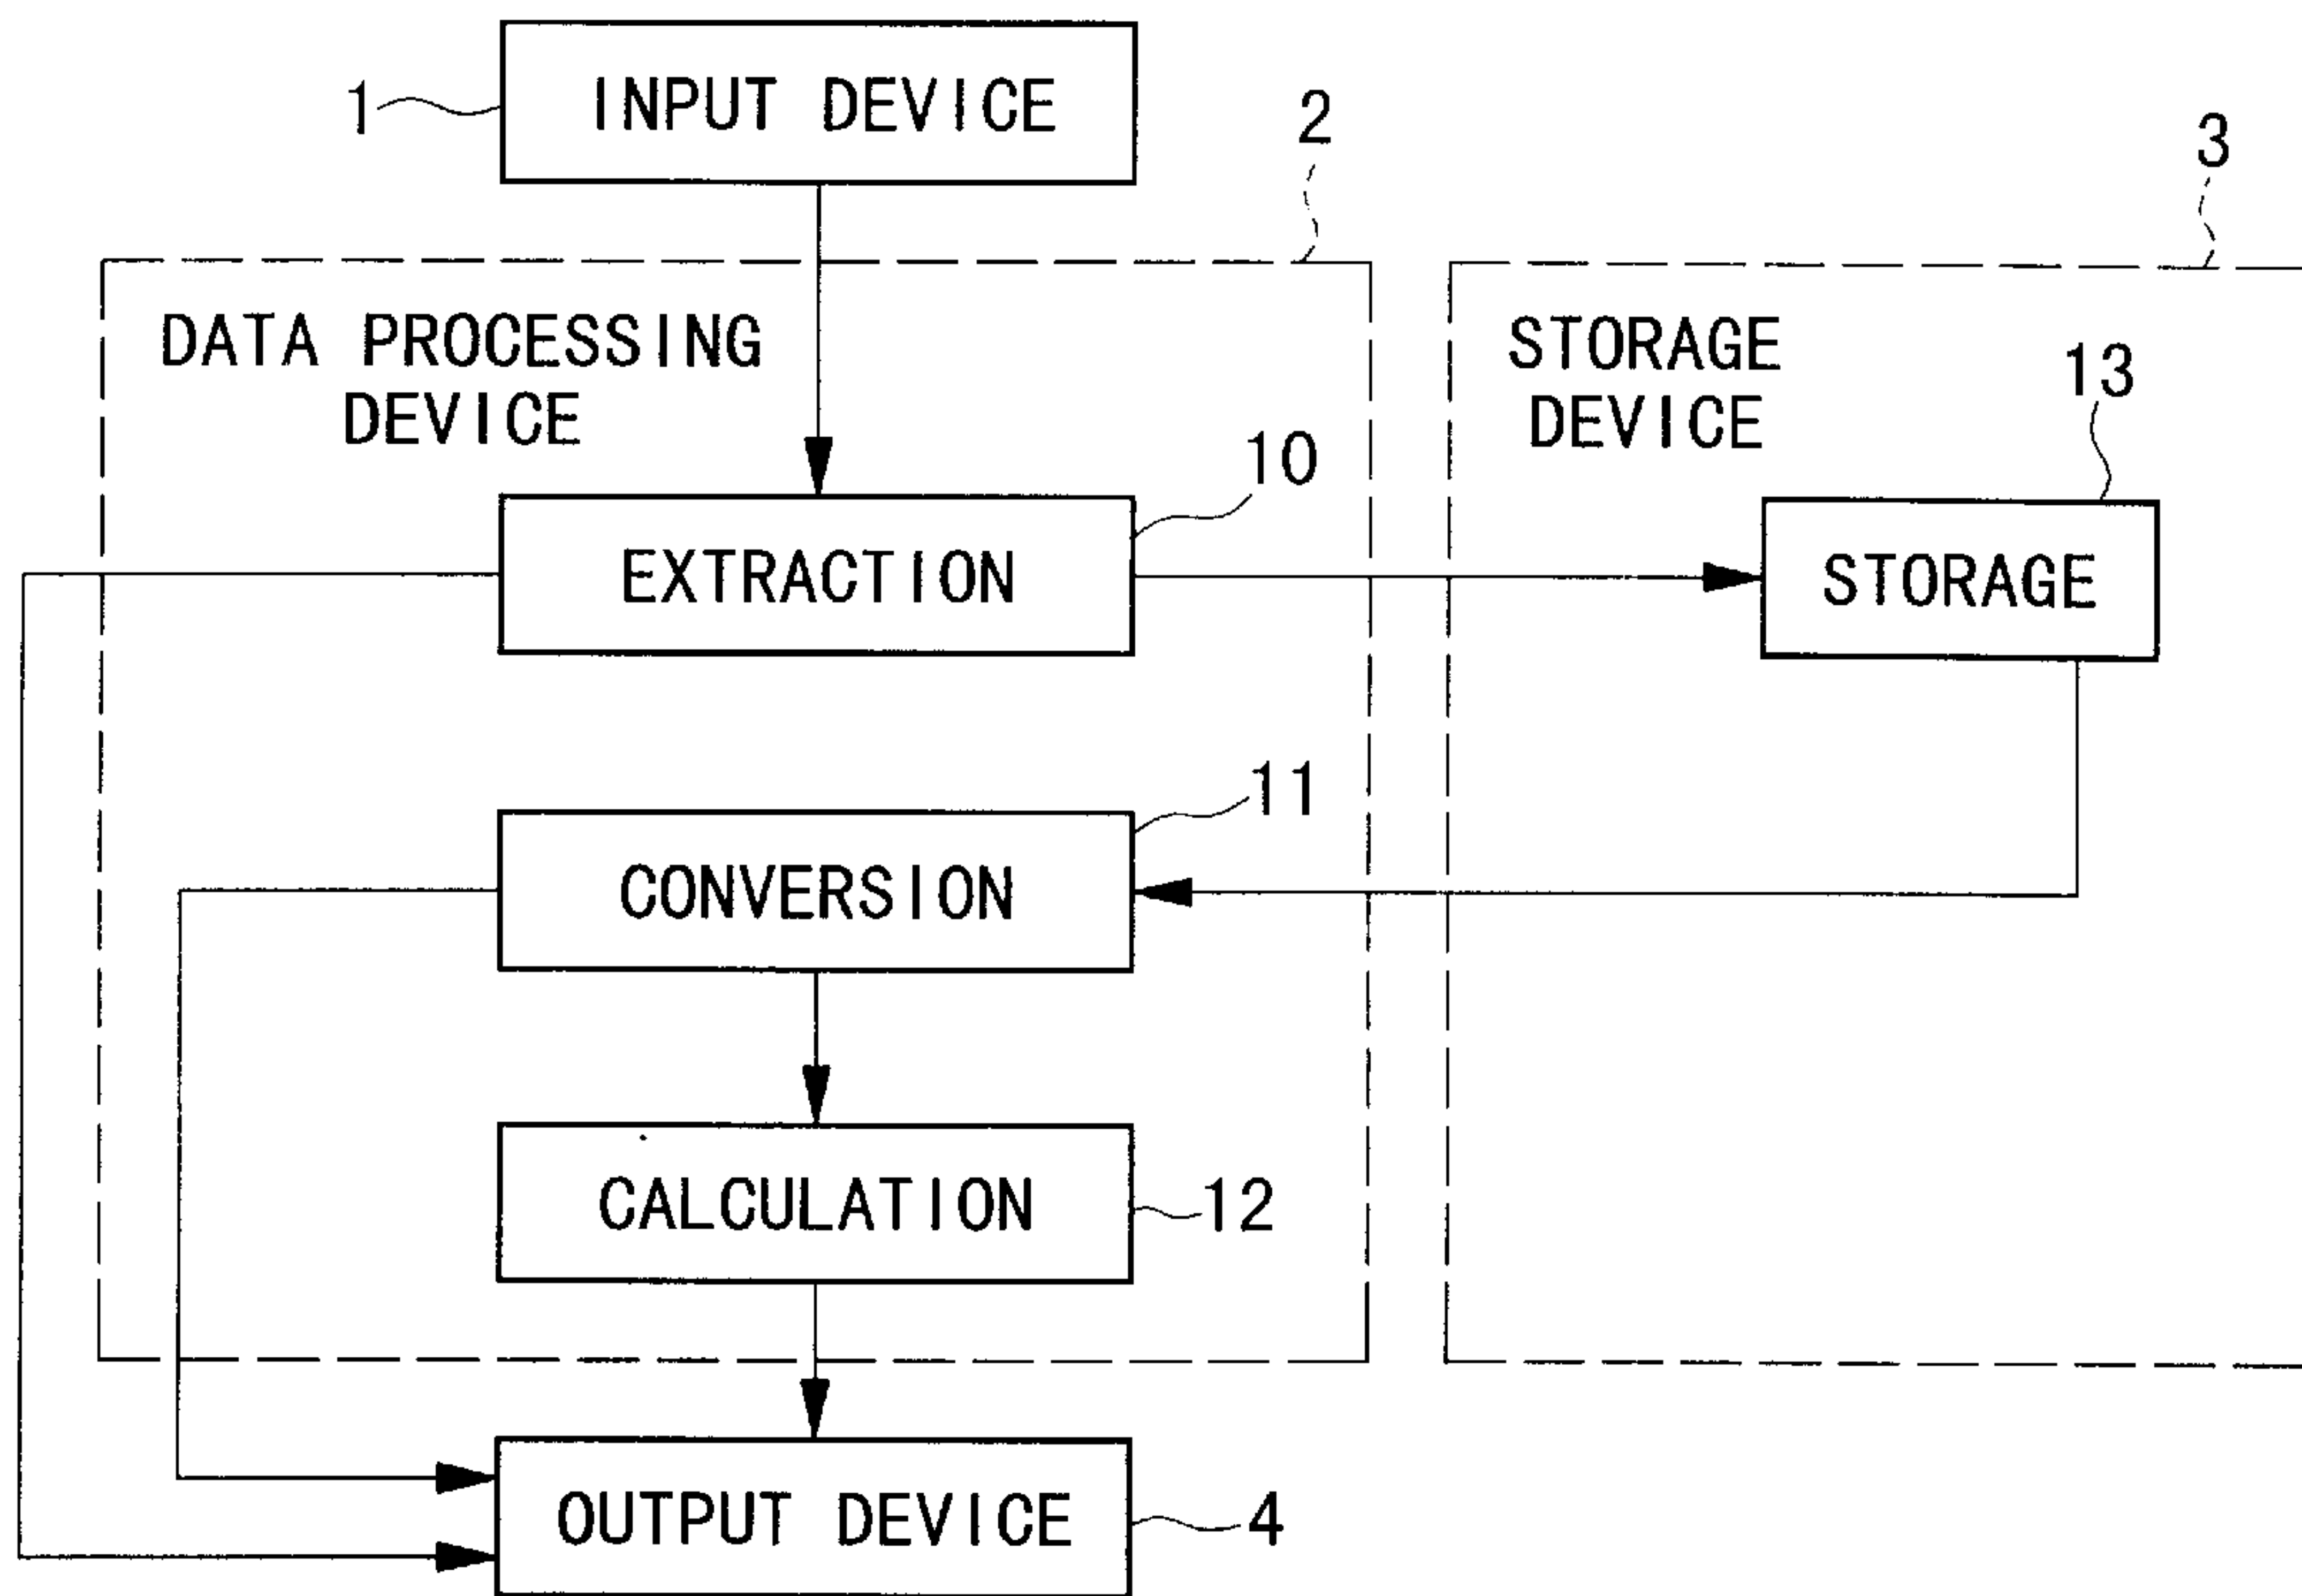 INPUT DEVICE
1
2
3
DATA PROCESSING
DEVICE
STORAGE
DEVICE
13
10
EXTRACTION
STORAGE
11
CONVERSION
CALCULATION
12
OUTPUT DEVICE
4